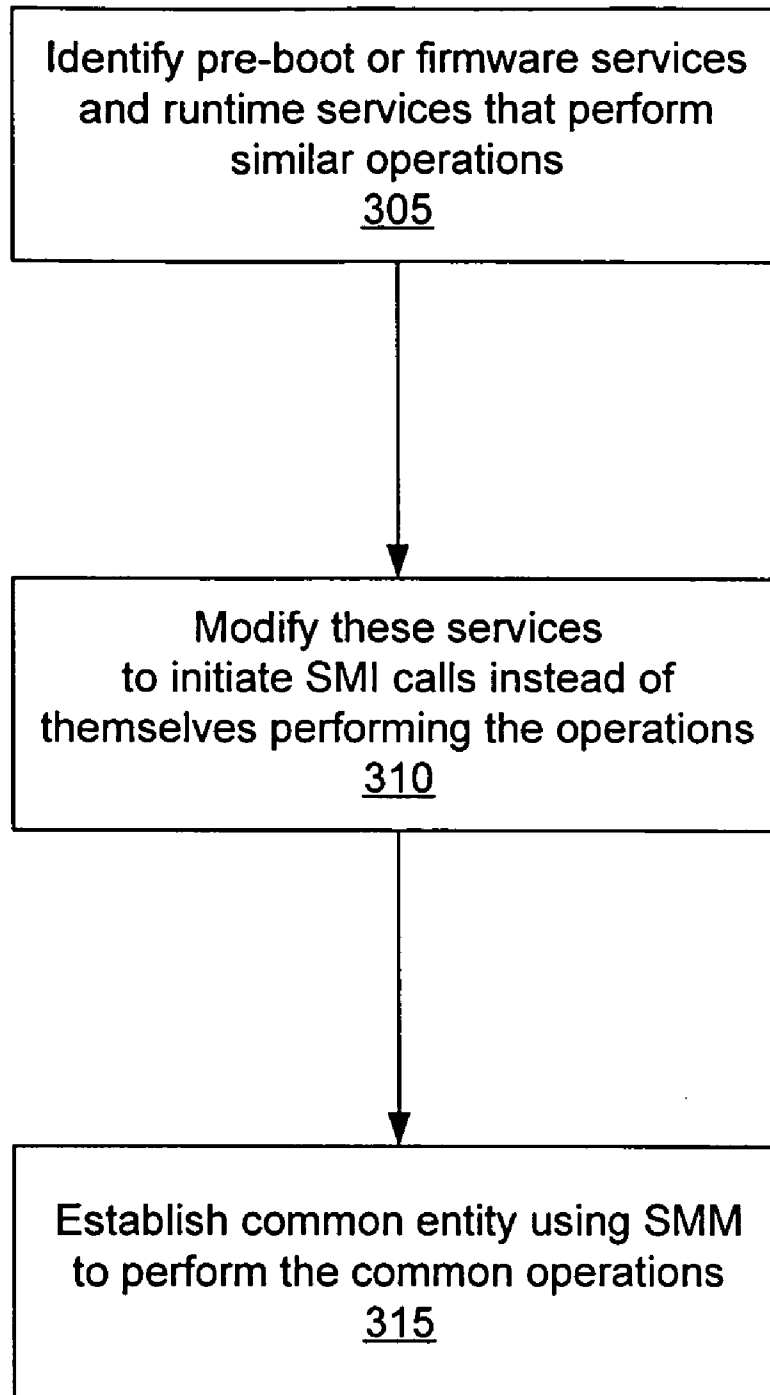 Identify pre-boot or firmware services
and runtime services that perform
similar operations
305
Modify these services
to initiate SMI calls instead of
themselves performing the operations
310
Establish common entity using SMM
to perform the common operations
315